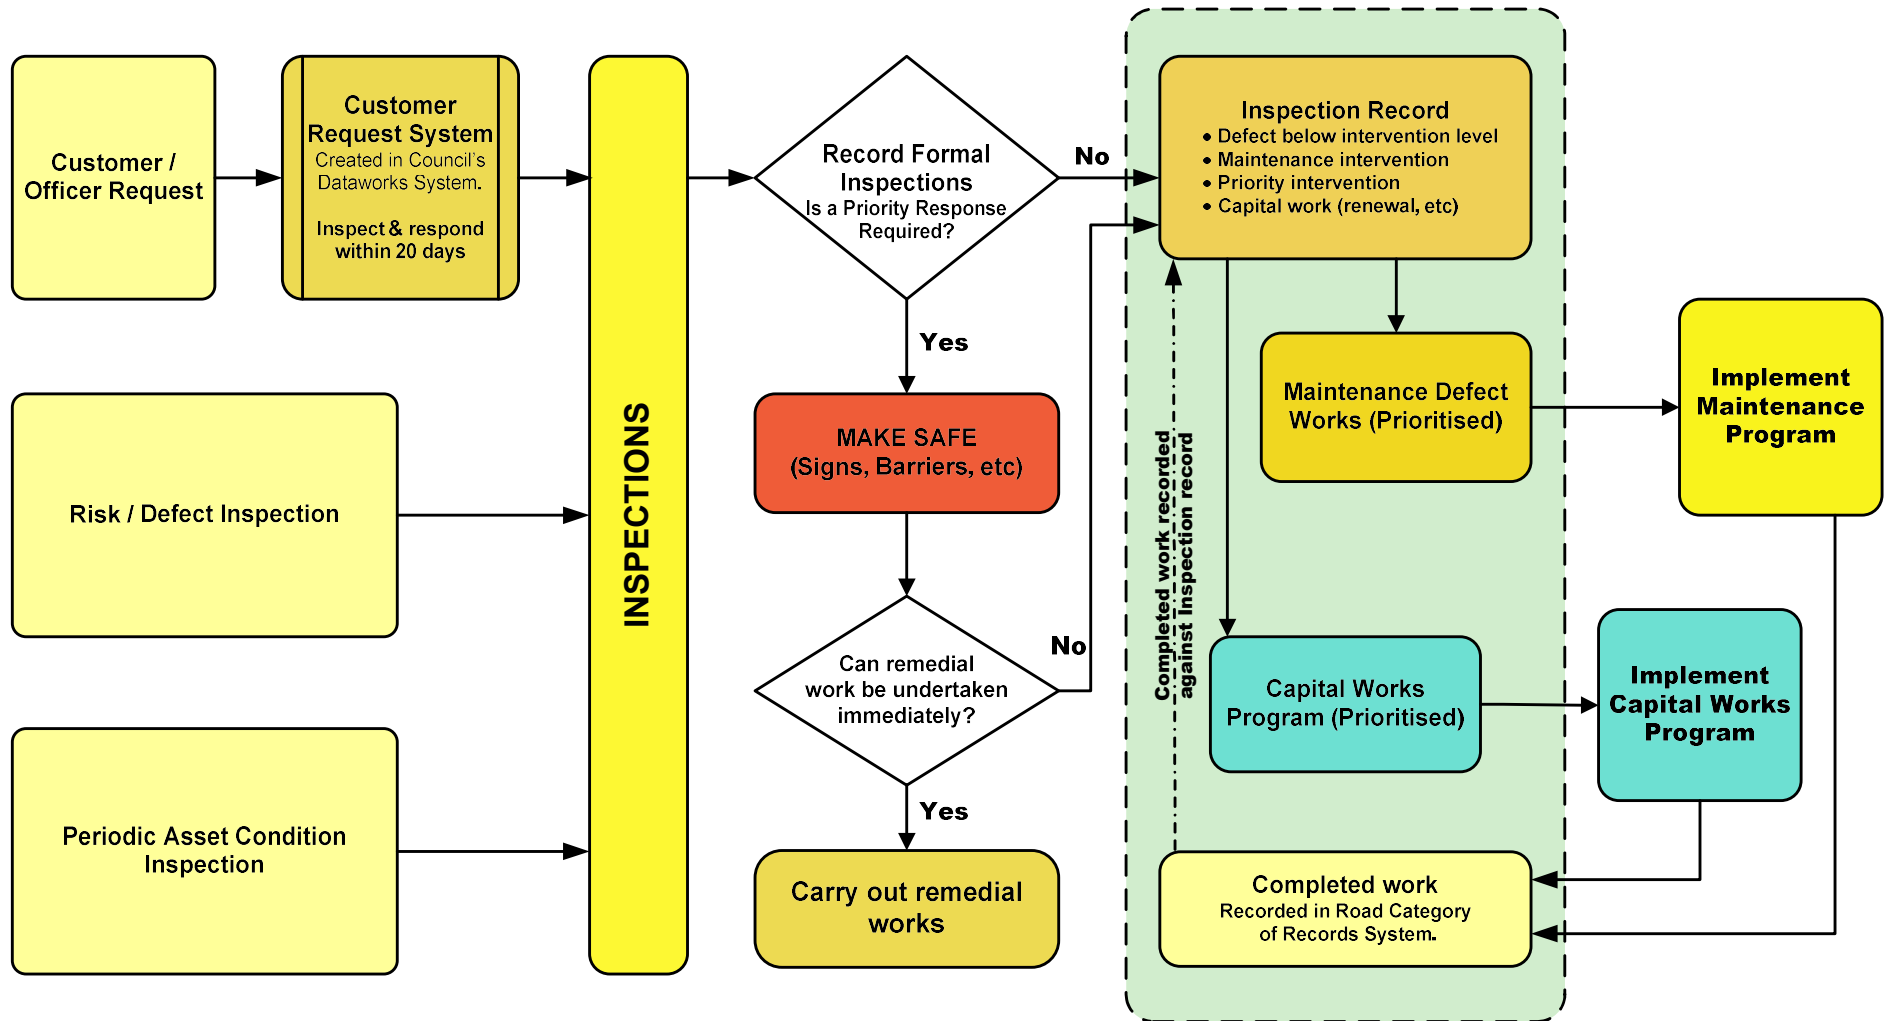 Customer /
Officer Request
Customer
Request System
Created in Council's
Dataworks System.
Inspect & respond
within 20 days
Risk / Defect Inspection
Periodic Asset Condition
Inspection
INSPECTIONS
Record Formal
Inspections
Is a Priority Response
Required?
No
Yes
MAKE SAFE
(Signs, Barriers, etc)
Can remedial
work be undertaken
immediately?
No
Yes
Carry out remedial
works
Inspection Record
• Defect below intervention level
• Maintenance intervention
• Priority intervention
• Capital work (renewal, etc)
Maintenance Defect
Works (Prioritised)
Implement
Maintenance
Program
Completed work recorded
against Inspection record
Capital Works
Program (Prioritised)
Implement
Capital Works
Program
Completed work
Recorded in Road Category
of Records System.